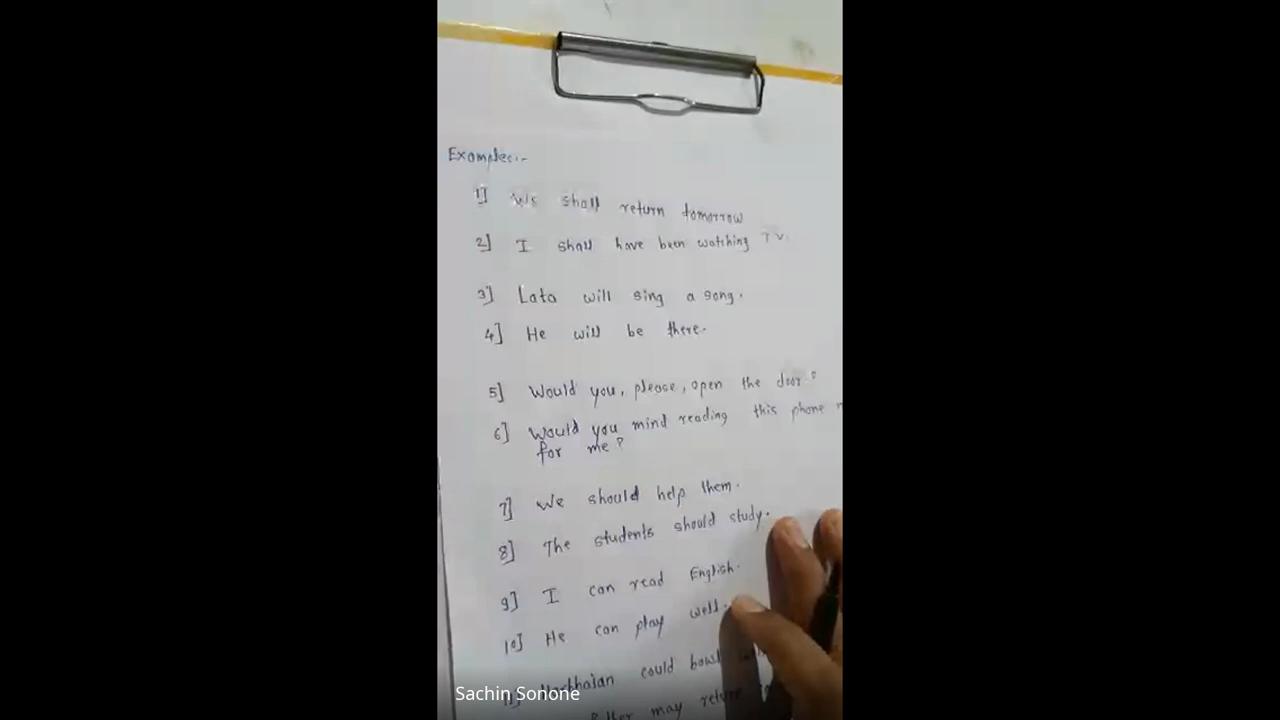 Examples:-
1] We shall return tomorrow
2] I shall have been watching T.V.
3] Lata will sing a song.
4] He will be there.
5] Would you, please, open the door?
6] Would you mind reading this phone
for me?
7] We should help them.
8] The students should study.
9] I can read English.
10] He can play well.
11] could bowl
may return
Sachin Sonone